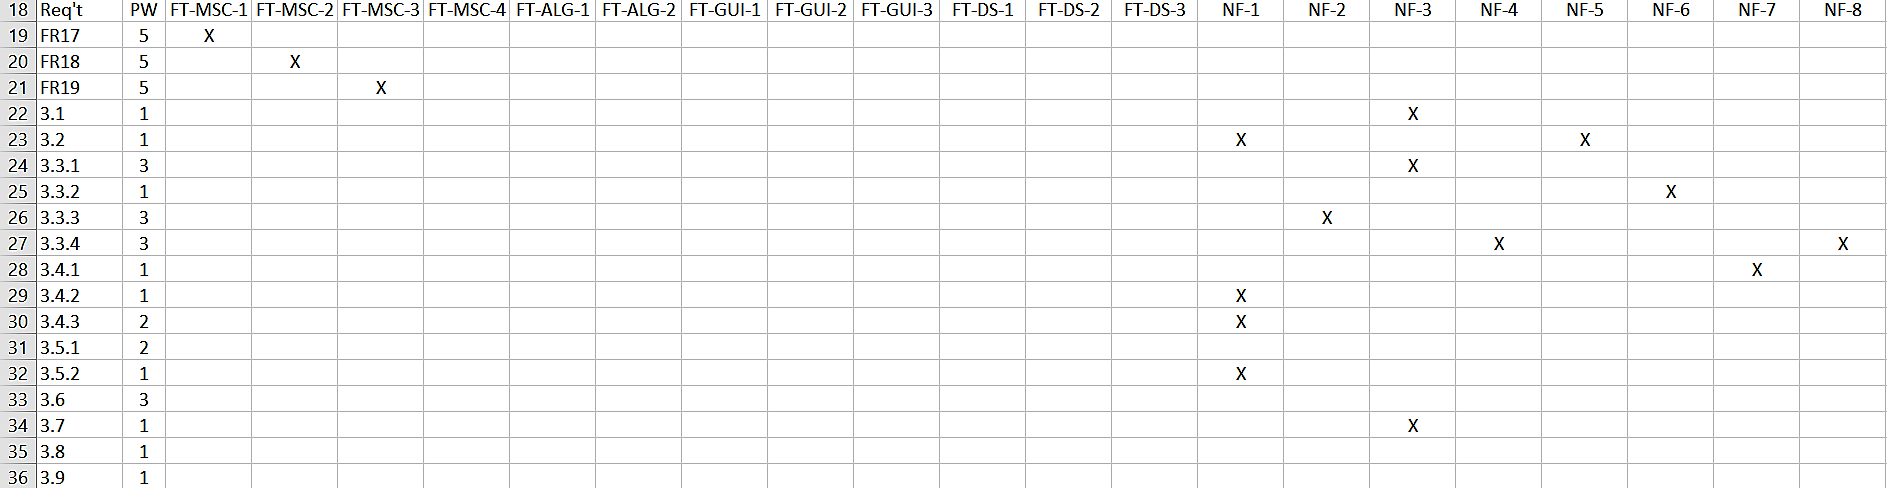 18 Req't PW FT-MSC-1 FT-MSC-2 FT-MSC-3 FT-MSC-4 FT-ALG-1 FT-ALG-2 FT-GUI-1 FT-GUI-2 FT-GUI-3 FT-DS-1 FT-DS-2 FT-DS-3 NF-1 NF-2 NF-3 NF-4 NF-5 NF-6 NF-7 NF-8
19 FR17 5 X
20 FR18 5 X
21 FR19 5 X
22 3.1 1 X
23 3.2 1 X X
24 3.3.1 3 X
25 3.3.2 1 X
26 3.3.3 3 X
27 3.3.4 3 X X
28 3.4.1 1 X
29 3.4.2 1 X
30 3.4.3 2 X
31 3.5.1 2
32 3.5.2 1 X
33 3.6 3
34 3.7 1 X
35 3.8 1
36 3.9 1